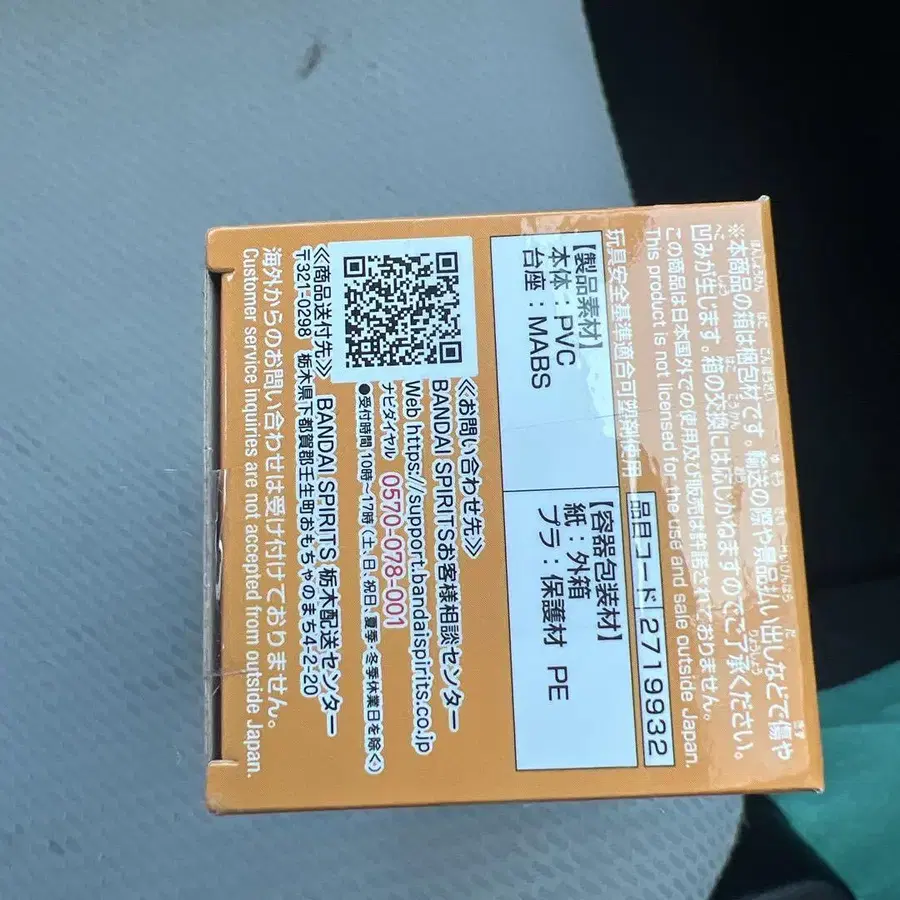 ※本商品の箱は梱包材です。輸送の際や景品払い出しなどで傷や
凹みが生じます。箱の交換には応じかねますのでご了承ください。
この商品は日本国外での使用及び販売は許諾されておりません。
This product is not licensed for the use and sale outside Japan.
玩具安全基準適合可塑剤使用
品目コード 2719932
【製品素材】
本体：PVC
台座：MABS
【容器包装材】
紙：外箱
プラ：保護材 PE
≪お問い合わせ先≫
BANDAI SPIRITSお客様相談センター
Web https://support.bandaispirits.co.jp
ナビダイヤル 0570-078-001
●受付時間 10時～17時（土、日、祝日、夏季・冬季休業日を除く）
≪商品送付先≫ BANDAI SPIRITS 栃木配送センター
〒321-0298 栃木県下都賀郡壬生町おもちゃのまち4-2-20
海外からのお問い合わせは受け付けておりません。
Customer service inquiries are not accepted from outside Japan.